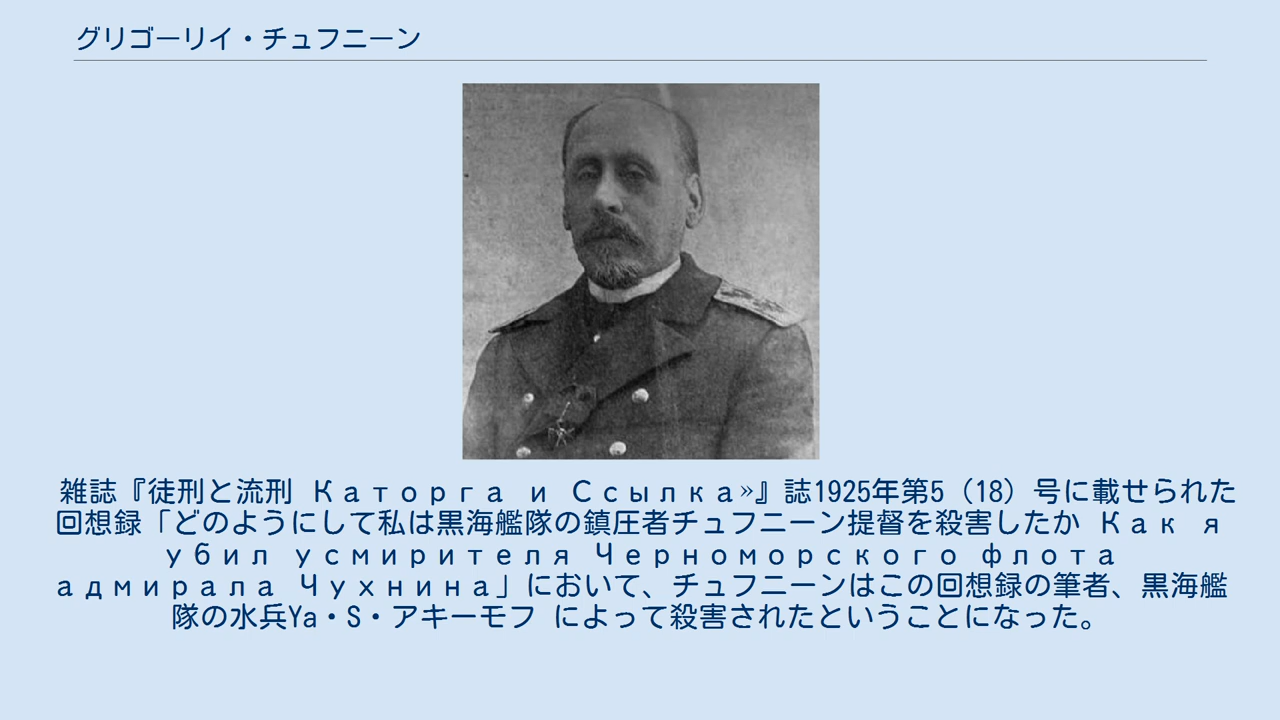 グリゴーリイ・チュフニーン
雑誌『徒刑と流刑 Каторга и Ссылка»』誌1925年第5（18）号に載せられた
回想録「どのようにして私は黒海艦隊の鎮圧者チュフニーン提督を殺害したか Как я
убил усмирителя Черноморского флота
адмирала Чухнина」において、チュフニーンはこの回想録の筆者、黒海艦
隊の水兵Ya・S・アキーモフ によって殺害されたということになった。